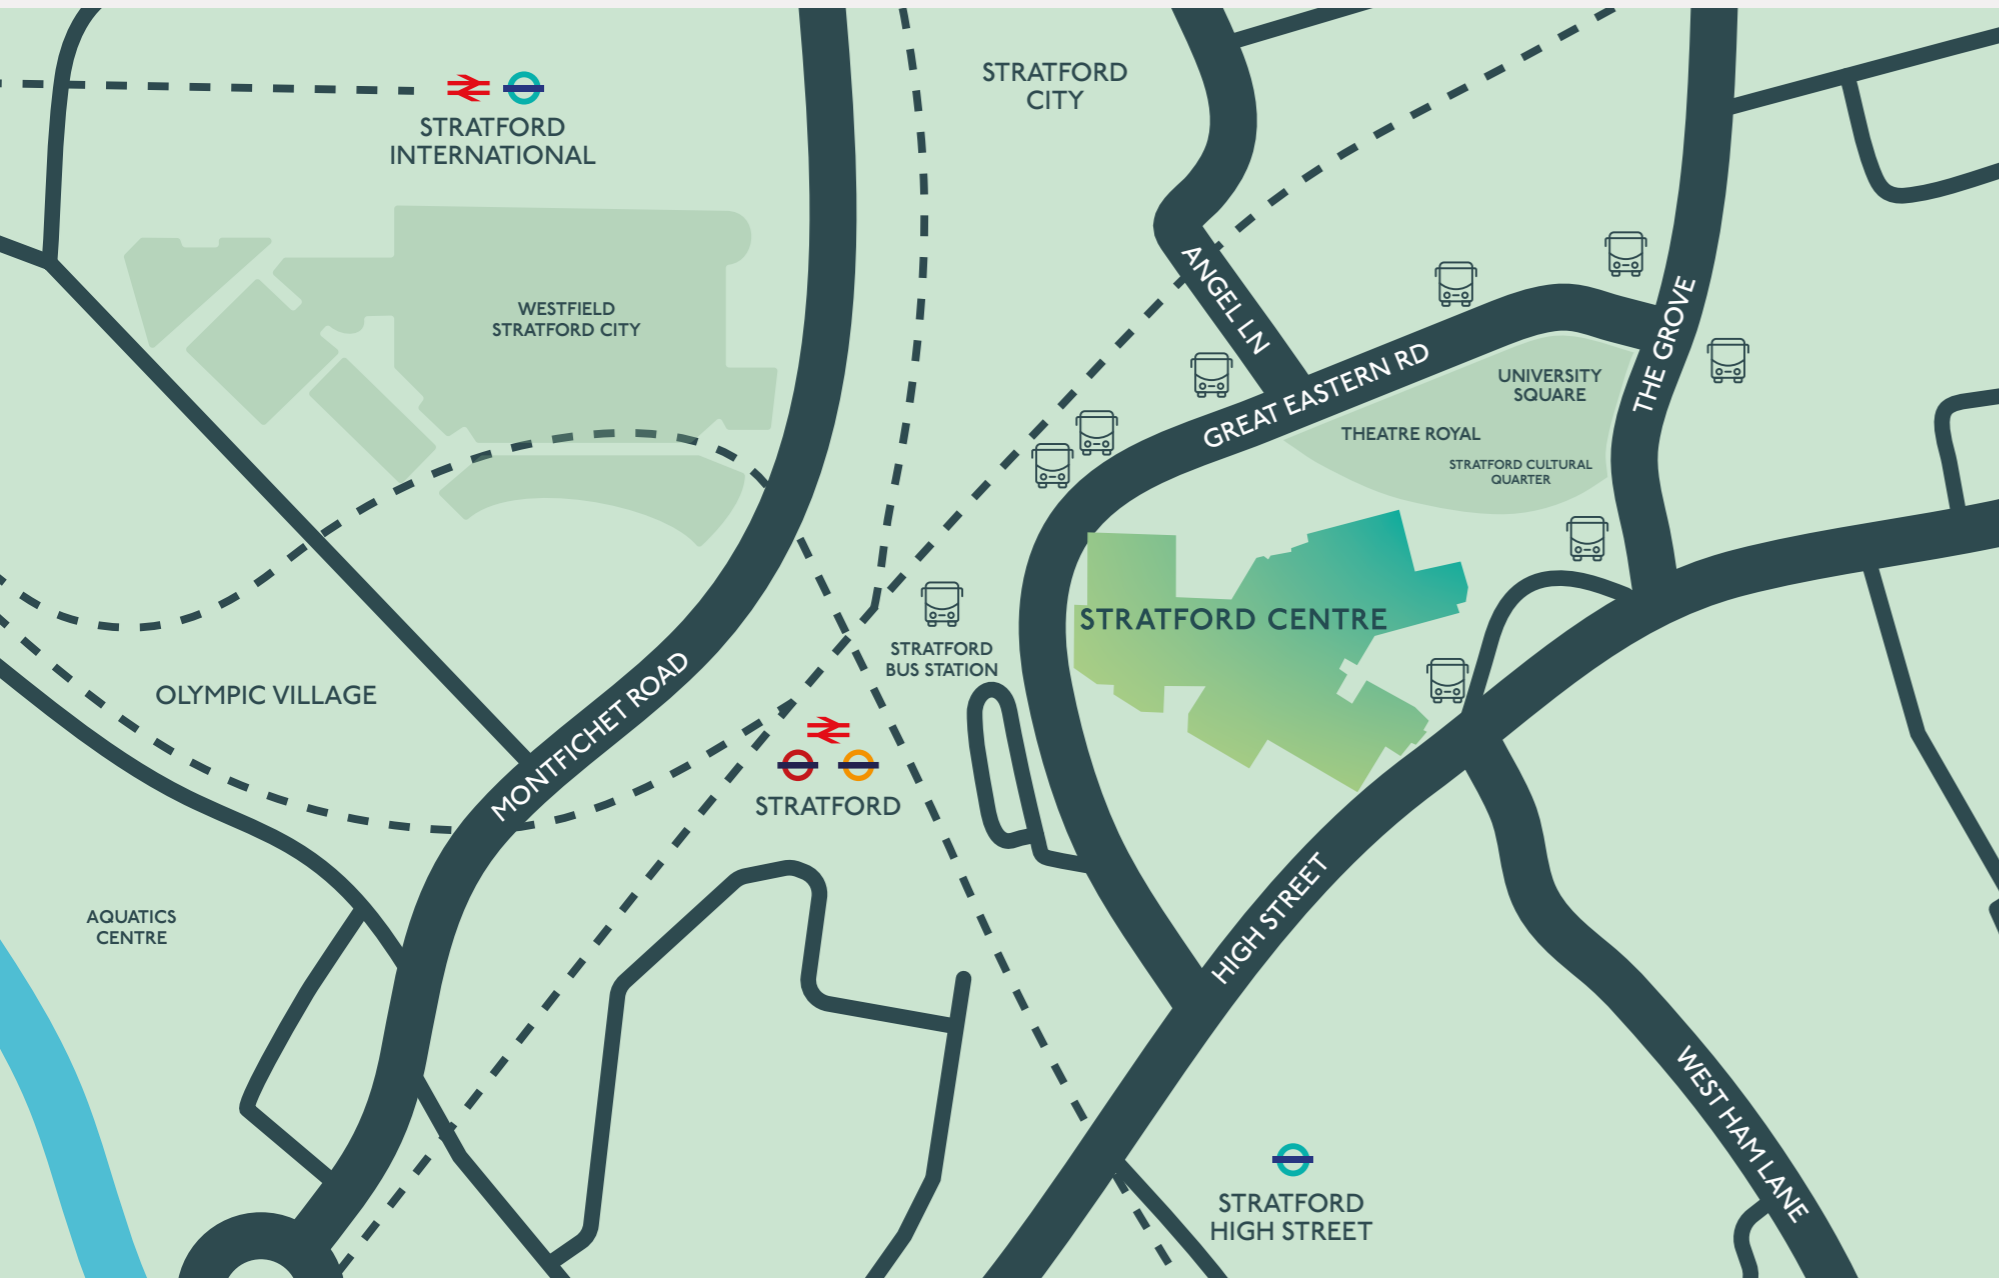 STRATFORD
CITY
STRATFORD
INTERNATIONAL
WESTFIELD
STRATFORD CITY
ANGEL LN
GREAT EASTERN RD
THE GROVE
UNIVERSITY
SQUARE
THEATRE ROYAL
STRATFORD CULTURAL
QUARTER
STRATFORD CENTRE
STRATFORD
BUS STATION
OLYMPIC VILLAGE
MONTFICHET ROAD
STRATFORD
AQUATICS
CENTRE
HIGH STREET
WEST HAM LANE
STRATFORD
HIGH STREET